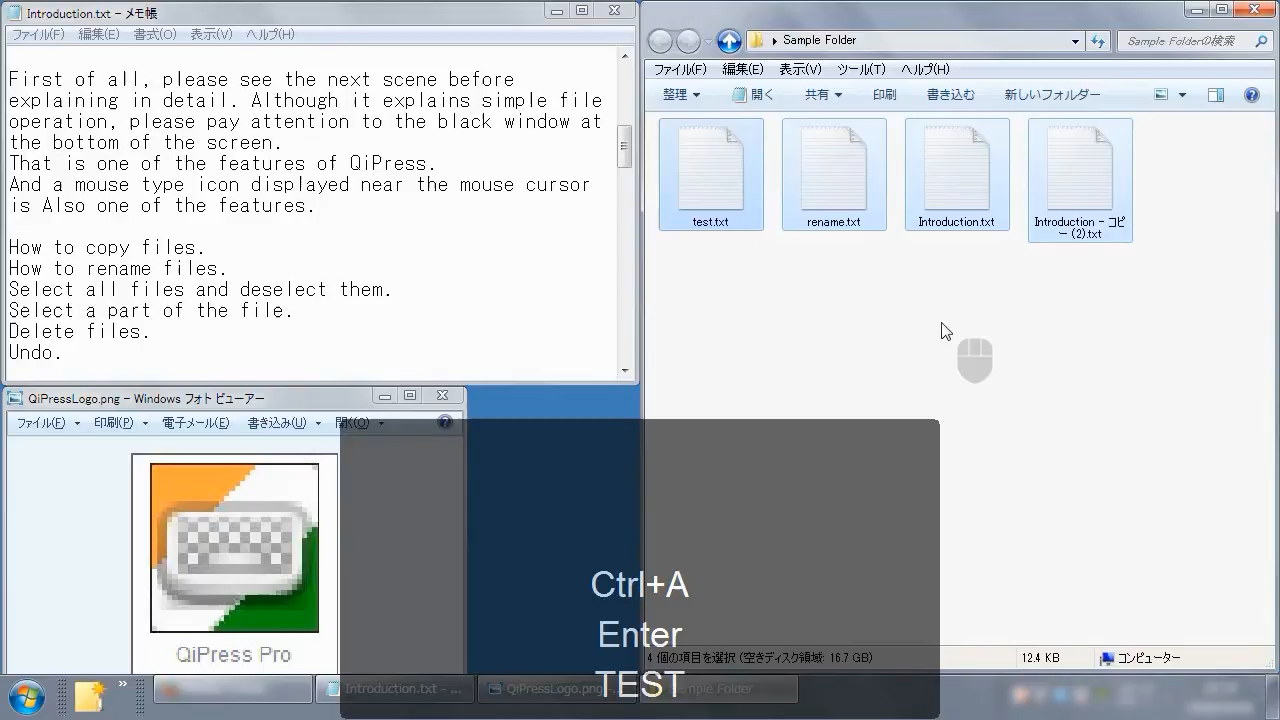 Introduction.txt – メモ帳
ファイル(F) 編集(E) 書式(O) 表示(V) ヘルプ(H)
First of all, please see the next scene before
explaining in detail. Although it explains simple file
operation, please pay attention to the black window at
the bottom of the screen.
That is one of the features of QiPress.
And a mouse type icon displayed near the mouse cursor
is Also one of the features.
How to copy files.
How to rename files.
Select all files and deselect them.
Select a part of the file.
Delete files.
Undo.
Sample Folder
Sample Folderの検索
ファイル(F) 編集(E) 表示(V) ツール(T) ヘルプ(H)
整理 開く 共有 印刷 書き込む 新しいフォルダー
test.txt
rename.txt
Introduction.txt
Introduction – コピ
ー (2).txt
QiPressLogo.png – Windows フォト ビューアー
ファイル(F) 印刷(P) 電子メール(E) 書き込み(U) 開く(O)
QiPress Pro
Ctrl+A
Enter
TEST
4 個の項目を選択 (空きディスク領域: 16.7 GB) 12.4 KB コンピューター
Introduction.txt – ...
QiPressLogo.png...
Sample Folder